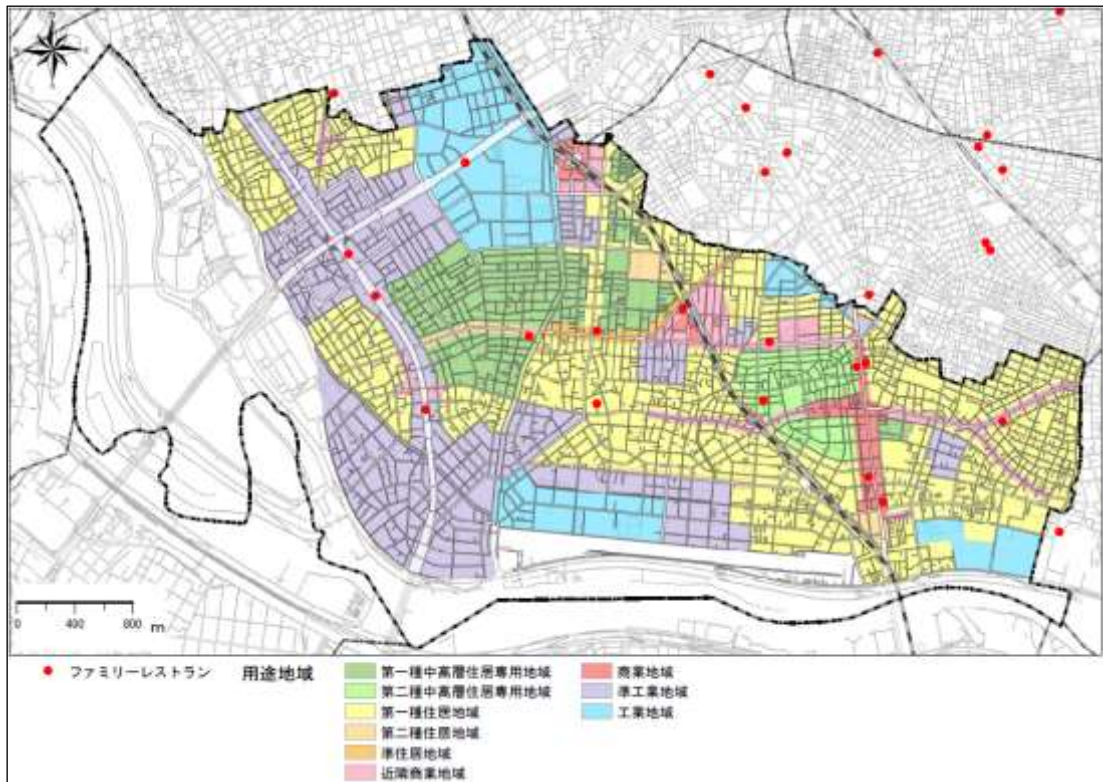 0 400 800 m
ファミリーレストラン
用途地域
第一種中高層住居専用地域
第二種中高層住居専用地域
第一種住居地域
第二種住居地域
準住居地域
近隣商業地域
商業地域
準工業地域
工業地域